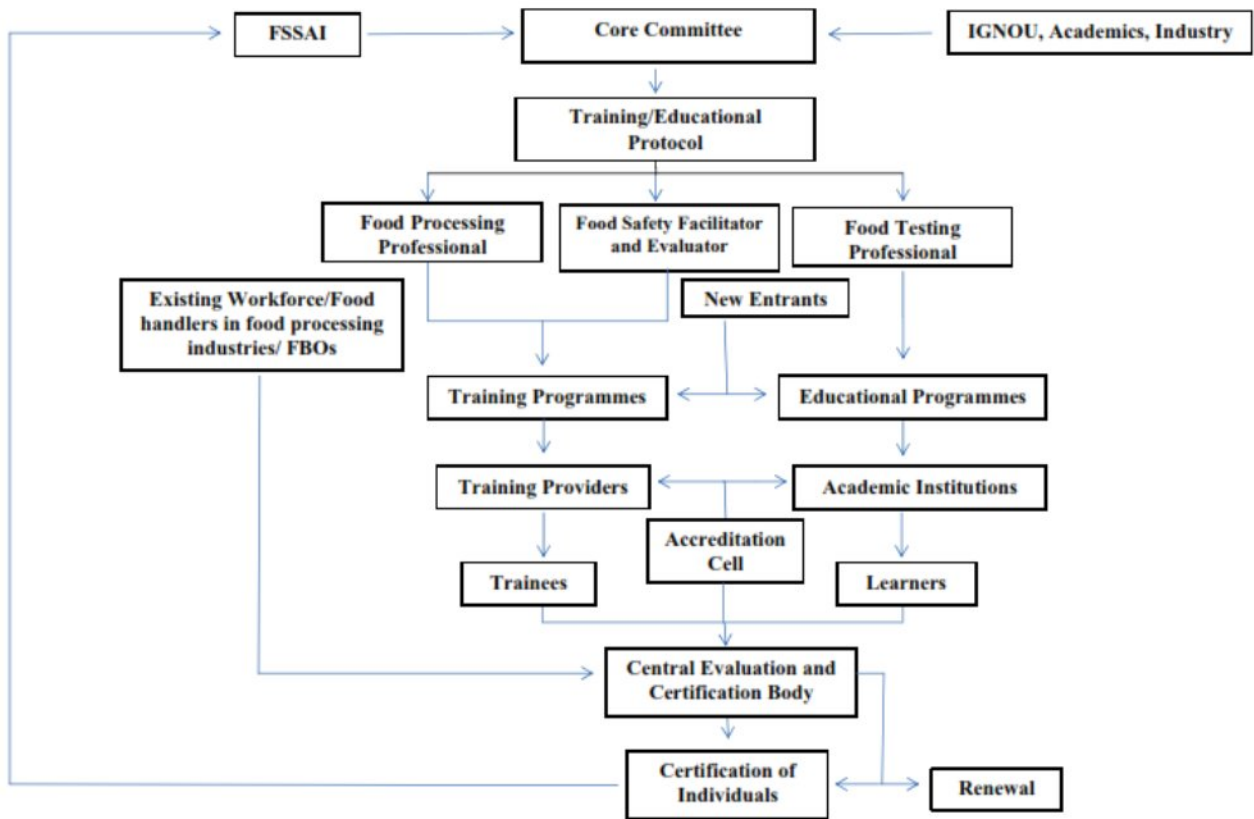 FSSAI
Core Committee
IGNOU, Academics, Industry
Training/Educational
Protocol
Food Processing
Professional
Food Safety Facilitator
and Evaluator
Food Testing
Professional
Existing Workforce/Food
handlers in food processing
industries/ FBOs
New Entrants
Training Programmes
Educational Programmes
Training Providers
Academic Institutions
Accreditation
Cell
Trainees
Learners
Central Evaluation and
Certification Body
Certification of
Individuals
Renewal